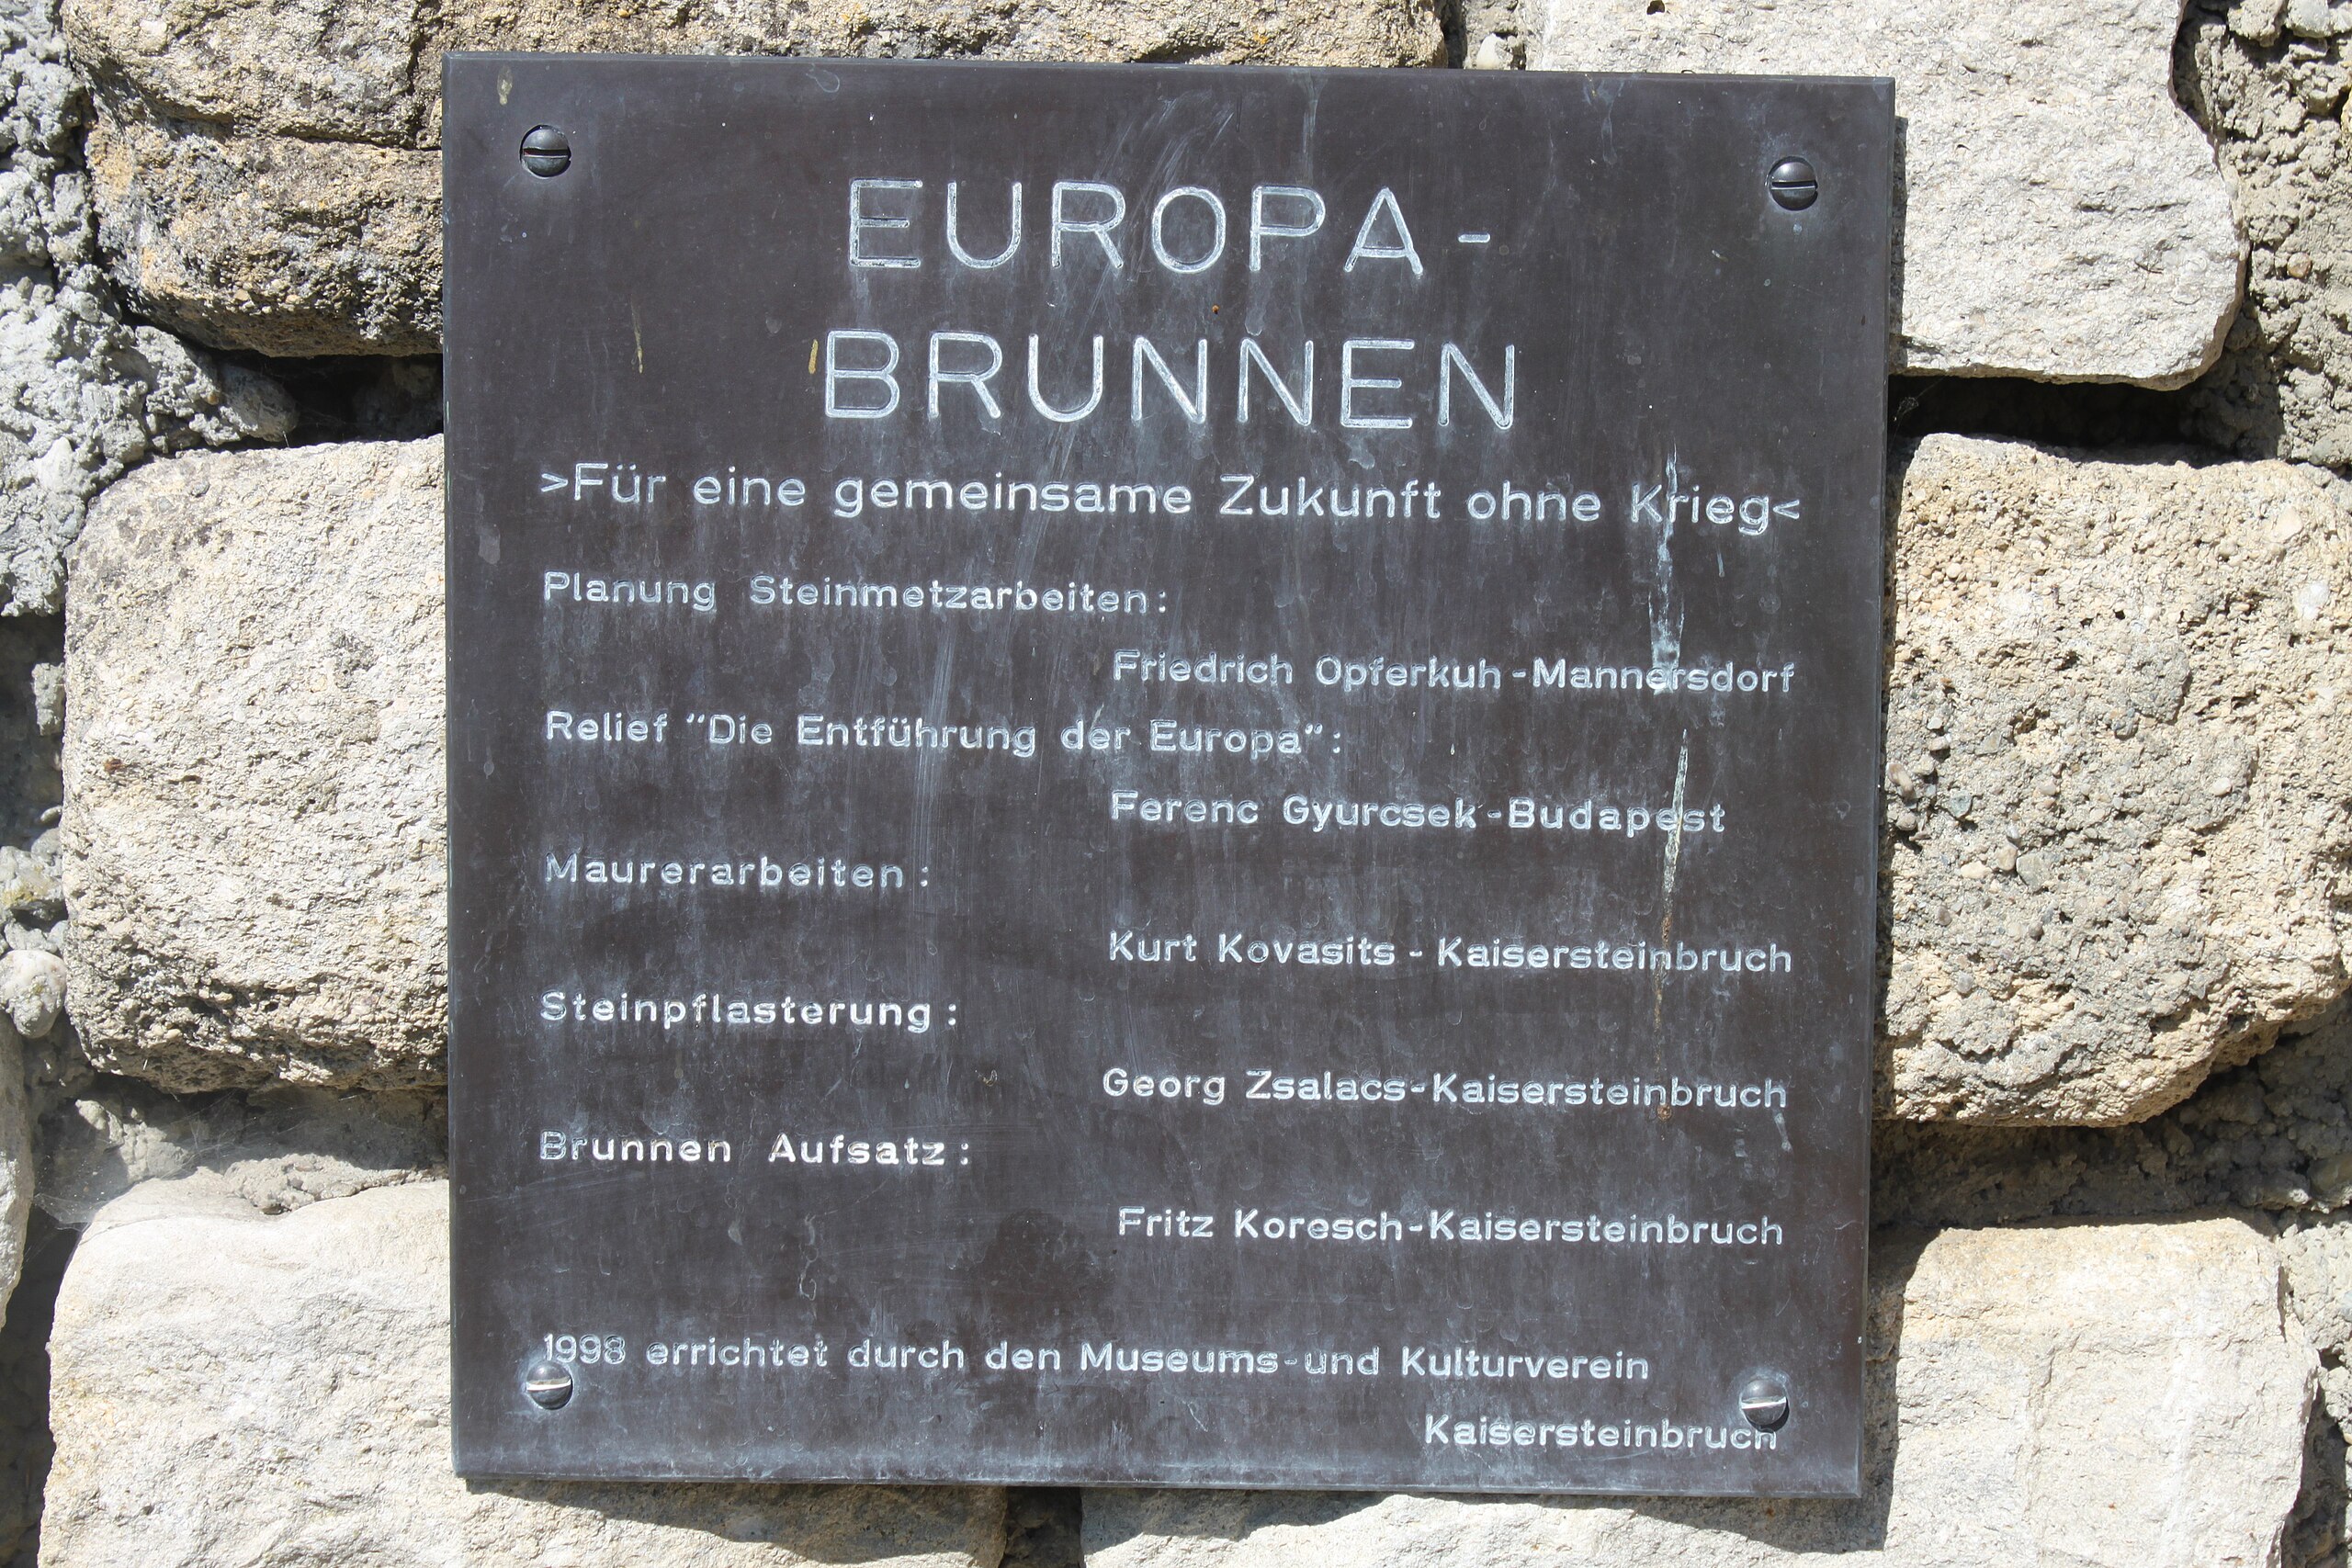 EUROPA-
BRUNNEN
>Für eine gemeinsame Zukunft ohne Krieg<
Planung Steinmetzarbeiten:
Friedrich Opferkuh-Mannersdorf
Relief "Die Entführung der Europa":
Ferenc Gyurcsek-Budapest
Maurerarbeiten:
Kurt Kovasits - Kaisersteinbruch
Steinpflasterung:
Georg Zsalacs-Kaisersteinbruch
Brunnen Aufsatz:
Fritz Koresch-Kaisersteinbruch
1998 errichtet durch den Museums-und Kulturverein
Kaisersteinbruch